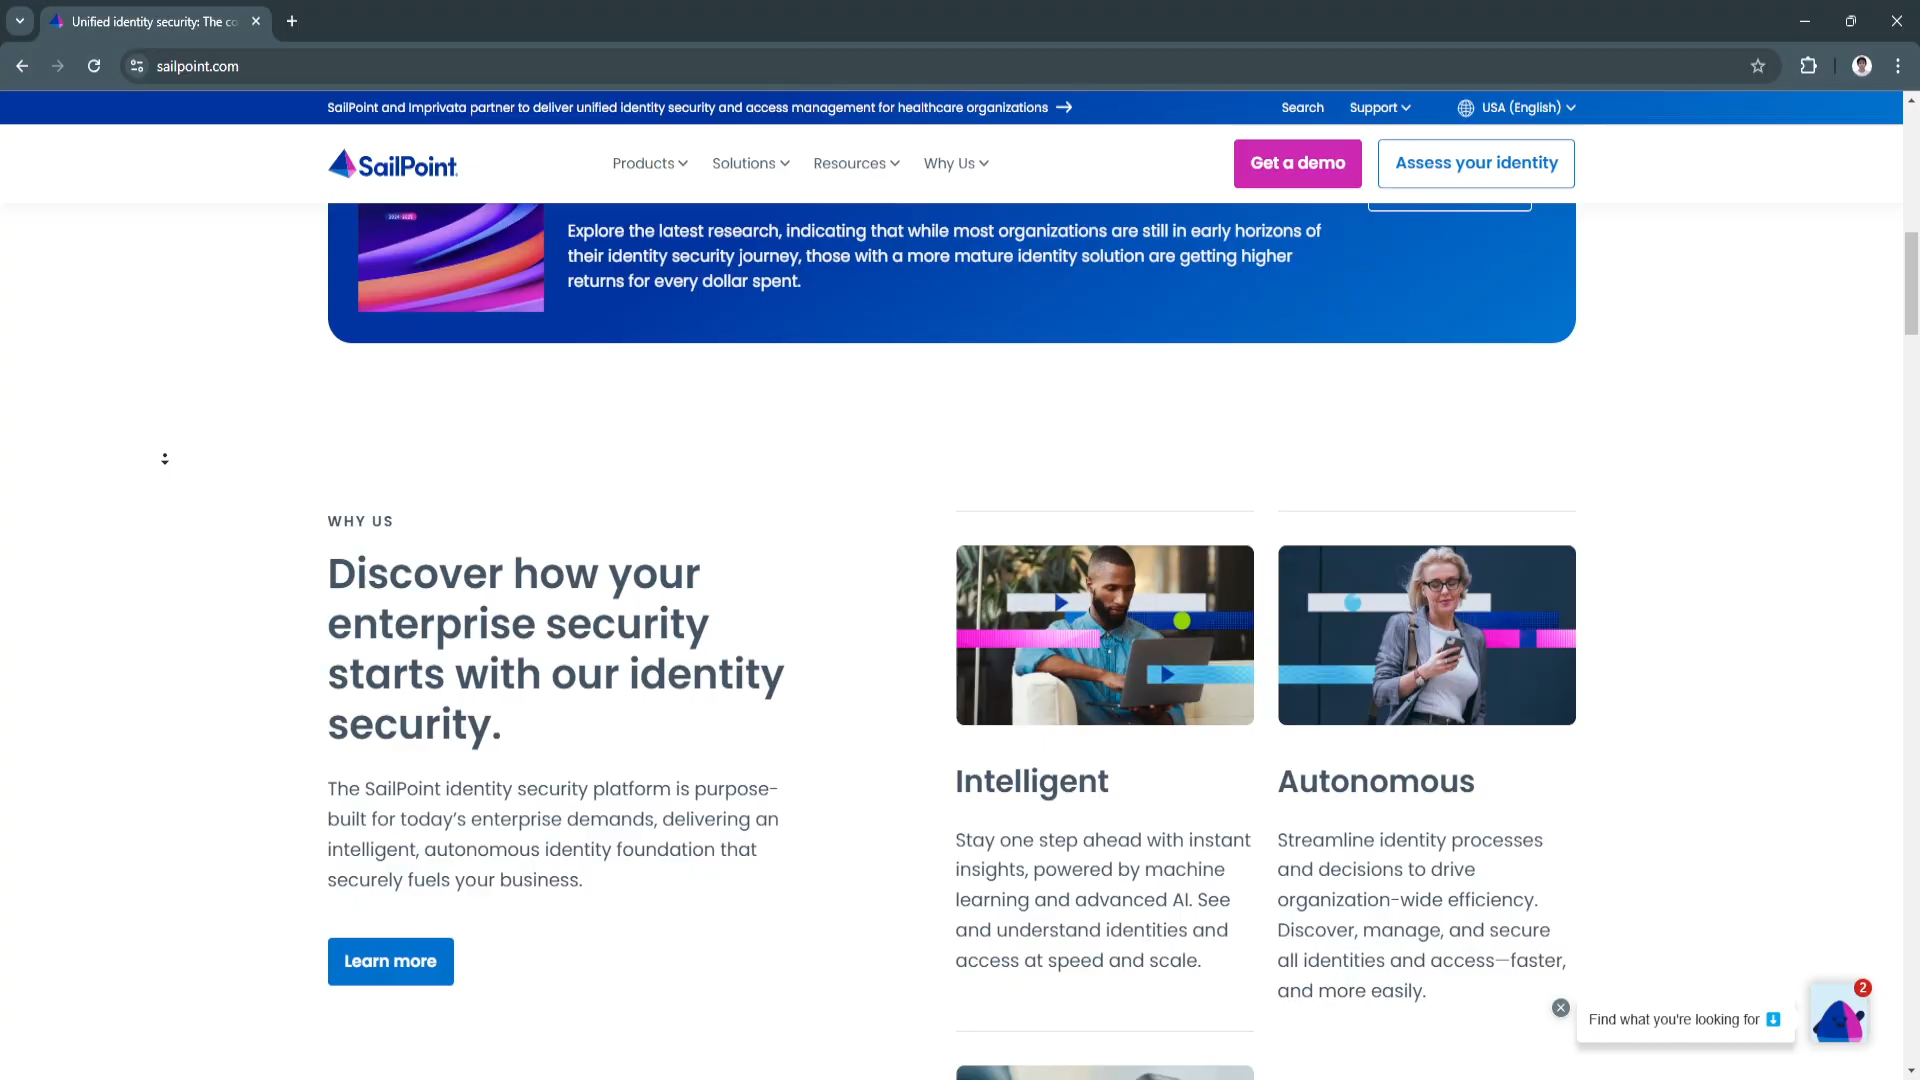 Unified identity security: The co
sailpoint.com
SailPoint and Imprivata partner to deliver unified identity security and access management for healthcare organizations
Search
Support
USA (English)
SailPoint
Products
Solutions
Resources
Why Us
Get a demo
Assess your identity
2024-2025
Explore the latest research, indicating that while most organizations are still in early horizons of
their identity security journey, those with a more mature identity solution are getting higher
returns for every dollar spent.
WHY US
Discover how your
enterprise security
starts with our identity
security.
The SailPoint identity security platform is purpose-
built for today's enterprise demands, delivering an
intelligent, autonomous identity foundation that
securely fuels your business.
Learn more
Intelligent
Stay one step ahead with instant
insights, powered by machine
learning and advanced AI. See
and understand identities and
access at speed and scale.
Autonomous
Streamline identity processes
and decisions to drive
organization-wide efficiency.
Discover, manage, and secure
all identities and access—faster,
and more easily.
Find what you're looking for
2